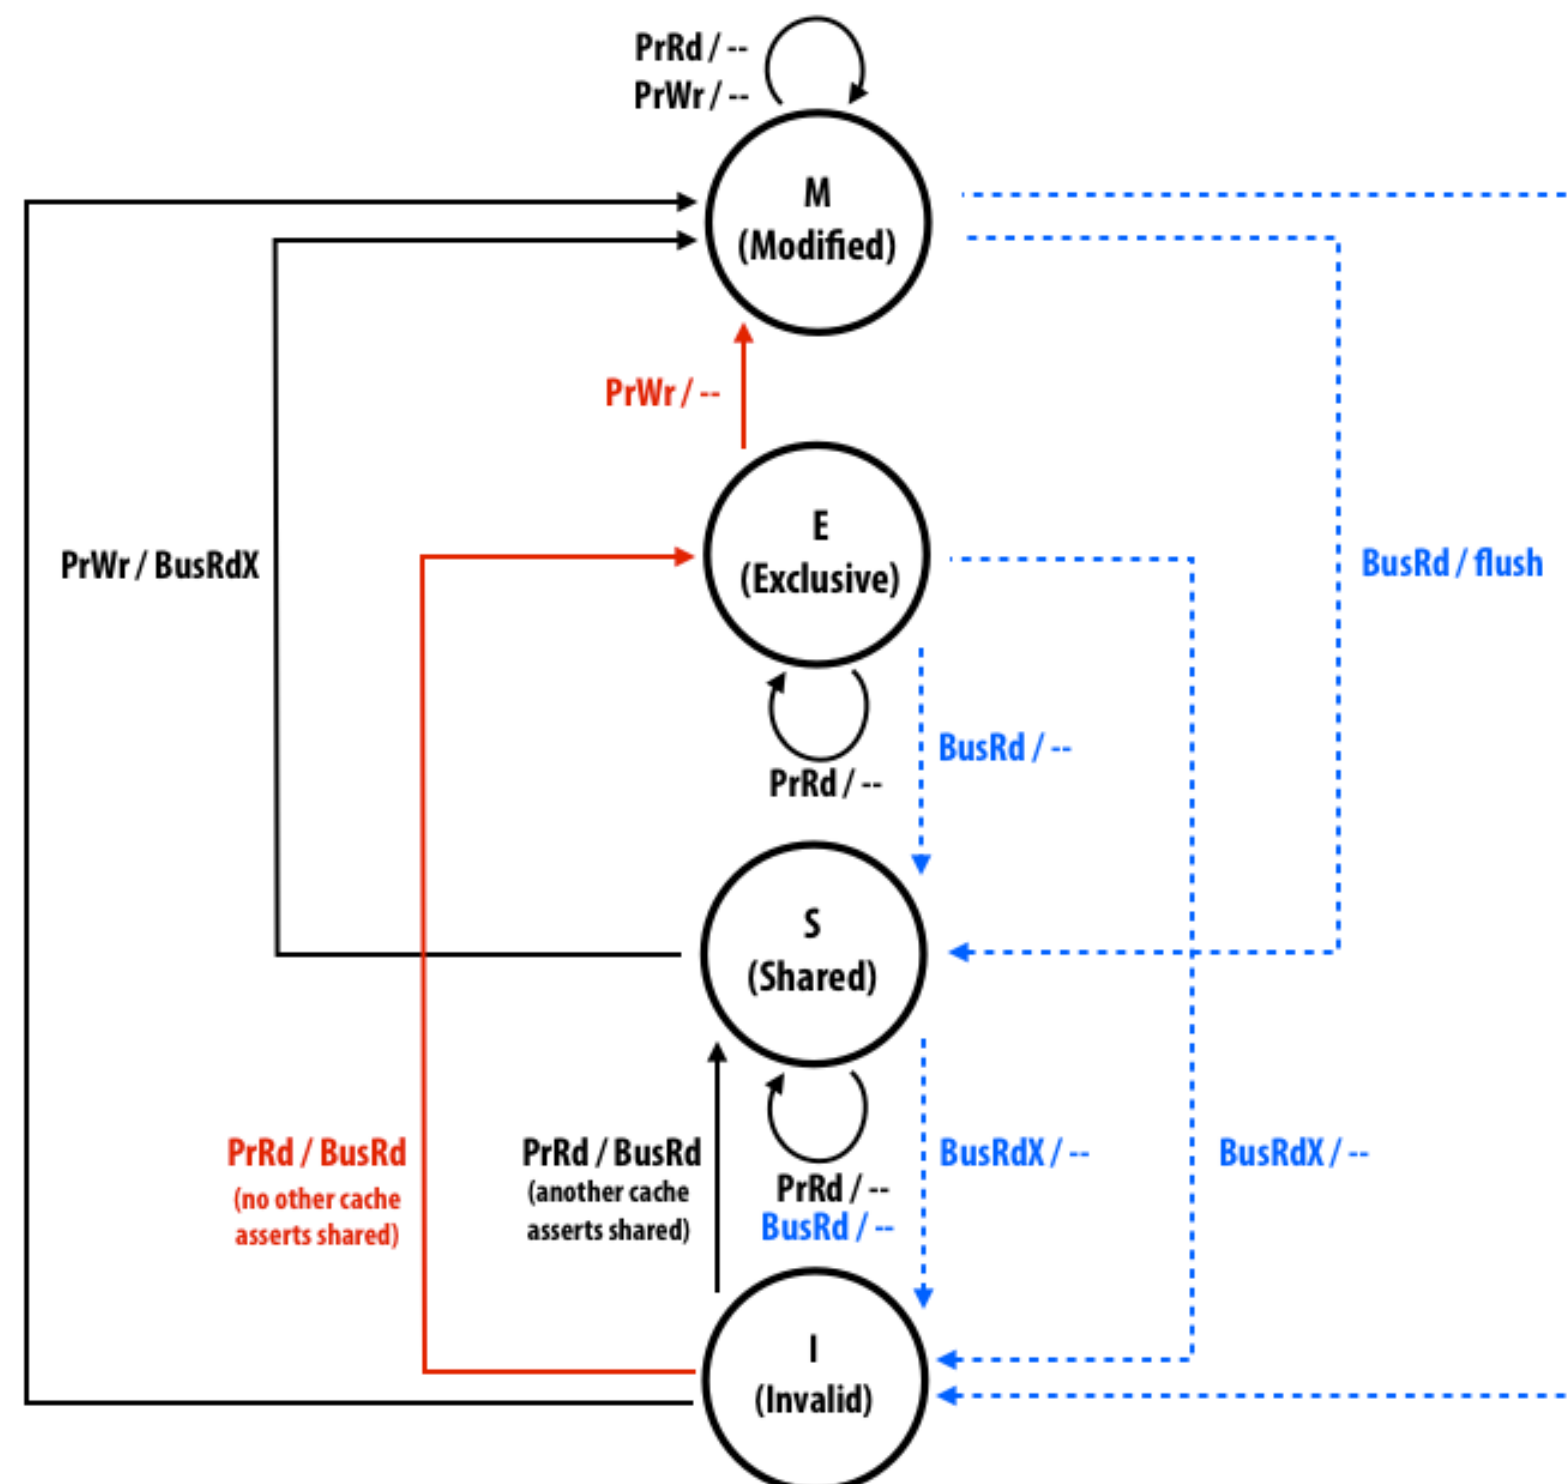 PrRd / --
PrWr / --
M
(Modified)
PrWr / --
E
(Exclusive)
PrWr / BusRdX
BusRd / flush
BusRd / --
PrRd / --
S
(Shared)
PrRd / BusRd
(no other cache
asserts shared)
PrRd / BusRd
(another cache
asserts shared)
PrRd / --
BusRd / --
BusRdX / --
BusRdX / --
I
(Invalid)